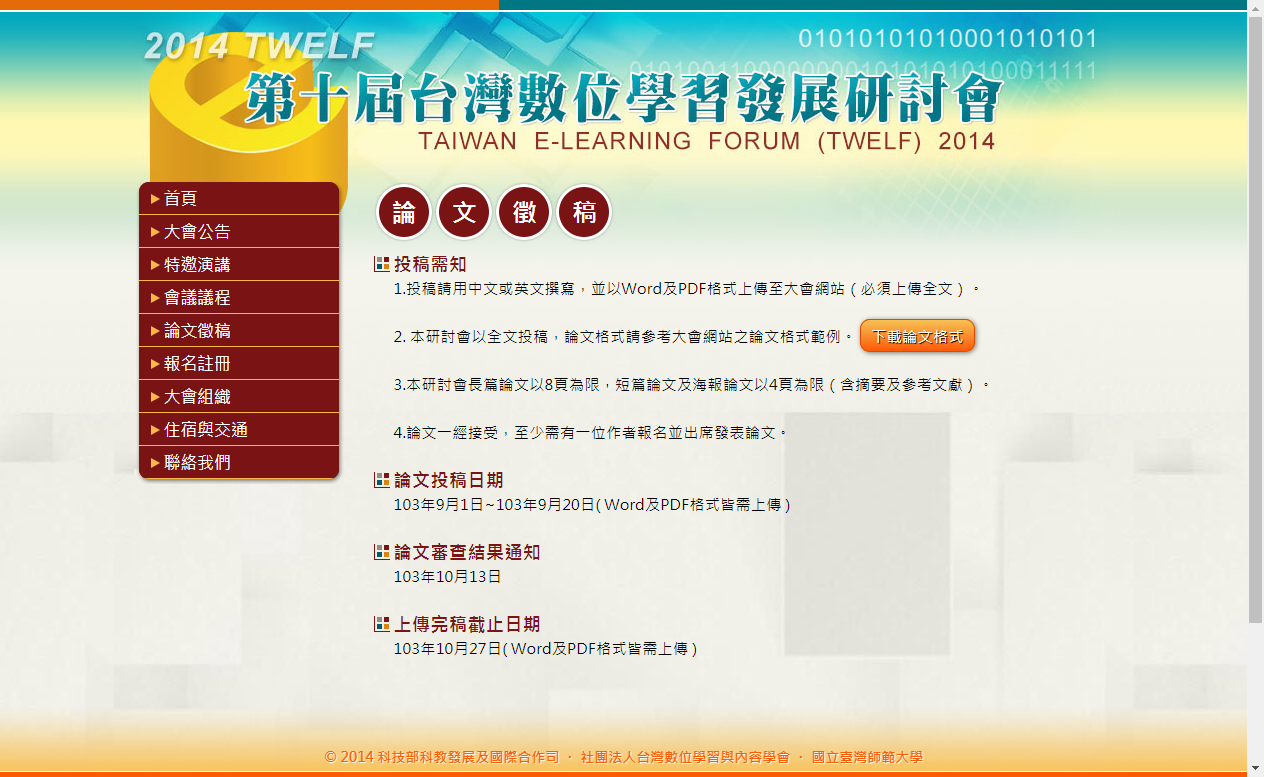 2014 TWELF
01010101010001010101
第十屆台灣數位學習發展研討會
TAIWAN E-LEARNING FORUM (TWELF) 2014
首頁
大會公告
特邀演講
會議議程
論文徵稿
報名註冊
大會組織
住宿與交通
聯絡我們
論文徵稿
投稿需知
1.投稿請用中文或英文撰寫，並以Word及PDF格式上傳至大會網站（必須上傳全文）。
2. 本研討會以全文投稿，論文格式請參考大會網站之論文格式範例。 下載論文格式
3.本研討會長篇論文以8頁為限，短篇論文及海報論文以4頁為限（含摘要及參考文獻）。
4.論文一經接受，至少需有一位作者報名並出席發表論文。
論文投稿日期
103年9月1日~103年9月20日( Word及PDF格式皆需上傳 )
論文審查結果通知
103年10月13日
上傳完稿截止日期
103年10月27日( Word及PDF格式皆需上傳 )
© 2014 科技部科教發展及國際合作司 ‧ 社團法人台灣數位學習與內容學會 ‧ 國立臺灣師範大學